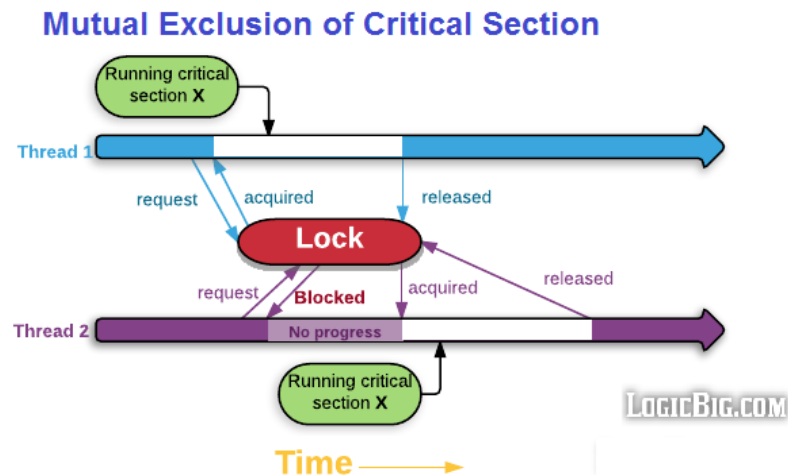 Mutual Exclusion of Critical Section
Running critical
section X
Thread 1
request
acquired
released
Lock
request
Blocked
acquired
released
Thread 2
No progress
Running critical
section X
LogicBig.com
Time